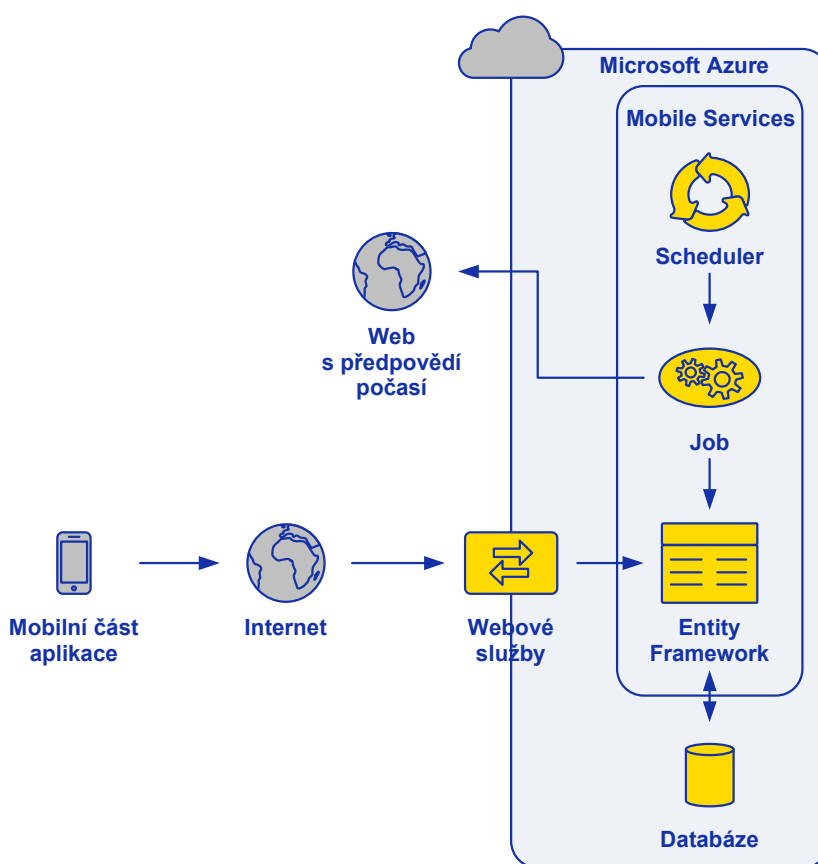 Microsoft Azure
Mobile Services
Scheduler
Web
s předpovědí
počasí
Job
Mobilní část
aplikace
Internet
Webové
služby
Entity
Framework
Databáze